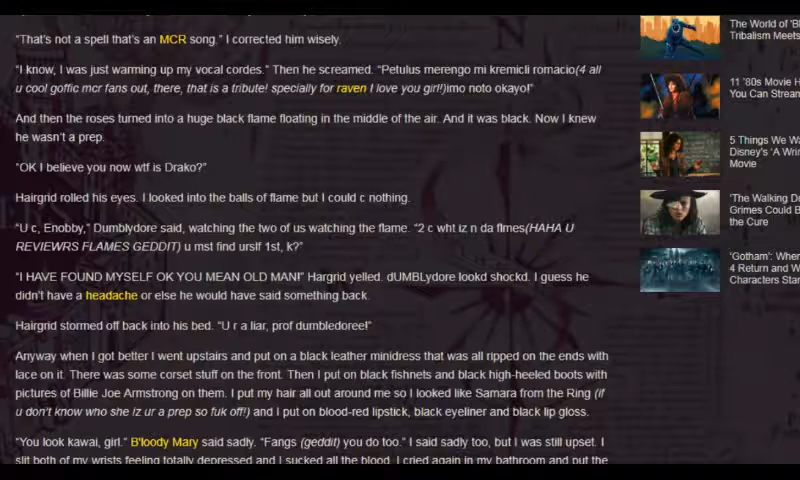 “That’s not a spell that’s an MCR song.” I corrected him wisely.
“I know, I was just warming up my vocal cordes.” Then he screamed. “Petulus merengo mi kremicli romacio(4 all
u cool goffic mcr fans out, there, that is a tribute! specially for raven I love you girl!)imo noto okayo!”
And then the roses turned into a huge black flame floating in the middle of the air. And it was black. Now I knew
he wasn’t a prep.
“OK I believe you now wtf is Drako?”
Hairgrid rolled his eyes. I looked into the balls of flame but I could c nothing.
“U c, Enobby,” Dumblydore said, watching the two of us watching the flame. “2 c wht iz n da flmes(HAHA U
REVIEWRS FLAMES GEDDIT) u mst find urslf 1st, k?”
“I HAVE FOUND MYSELF OK YOU MEAN OLD MAN!” Hargrid yelled. dUMBLydore lookd shockd. I guess he
didn’t have a headache or else he would have said something back.
Hairgrid stormed off back into his bed. “U r a liar, prof dumbledoree!”
Anyway when I got better I went upstairs and put on a black leather minidress that was all ripped on the ends with
lace on it. There was some corset stuff on the front. Then I put on black fishnets and black high-heeled boots with
pictures of Billie Joe Armstrong on them. I put my hair all out around me so I looked like Samara from the Ring (if
u don’t know who she iz ur a prep so fuk off!) and I put on blood-red lipstick, black eyeliner and black lip gloss.
“You look kawai, girl.” B’loody Mary said sadly. “Fangs (geddit) you do too.” I said sadly too, but I was still upset. I
slit both of my wrists feeling totally depressed and I sucked all the blood. I cried again in my bathroom and put the
The World of 'Bl
Tribalism Meets
11 '80s Movie H
You Can Stream
5 Things We Wa
Disney's 'A Wrin
Movie
'The Walking De
Grimes Could B
the Cure
'Gotham': When
4 Return and W
Characters Star